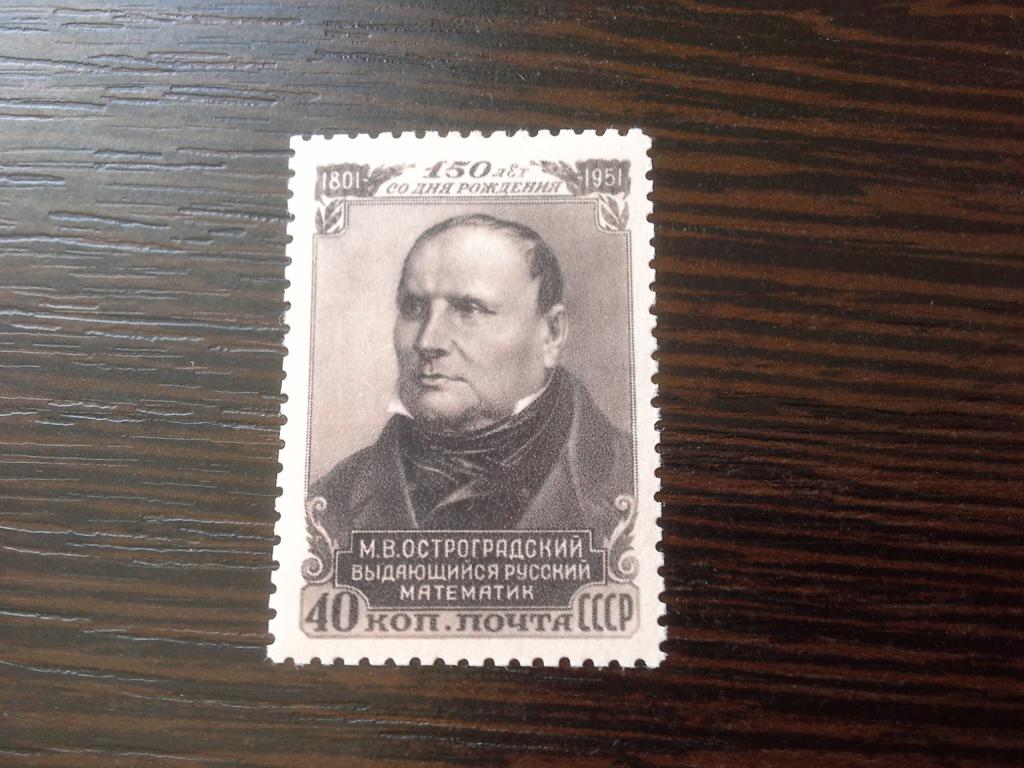 1801 150 лет 1951
СО ДНЯ РОЖДЕНИЯ
М.В.ОСТРОГРАДСКИЙ
ВЫДАЮЩИЙСЯ РУССКИЙ
МАТЕМАТИК
40 КОП. ПОЧТА СССР